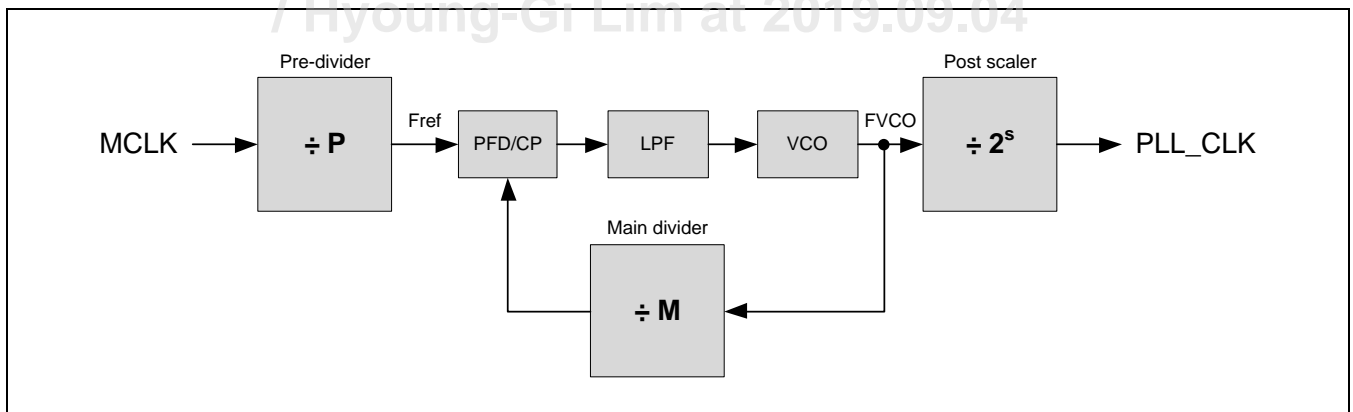 / Hyoung-Gi Lim at 2019.09.04
Pre-divider
Post scaler
MCLK
÷ P
Fref
PFD/CP
LPF
VCO
FVCO
÷ 2ˢ
PLL_CLK
Main divider
÷ M